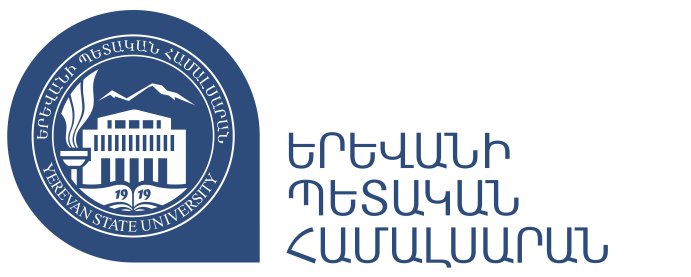 ԵՐԵՎԱՆԻ ՊԵՏԱԿԱՆ ՀԱՄԱԼՍԱՐԱՆ
1919
YEREVAN STATE UNIVERSITY
ԵՐԵՎԱՆԻ
ՊԵՏԱԿԱՆ
ՀԱՄԱԼՍԱՐԱՆ